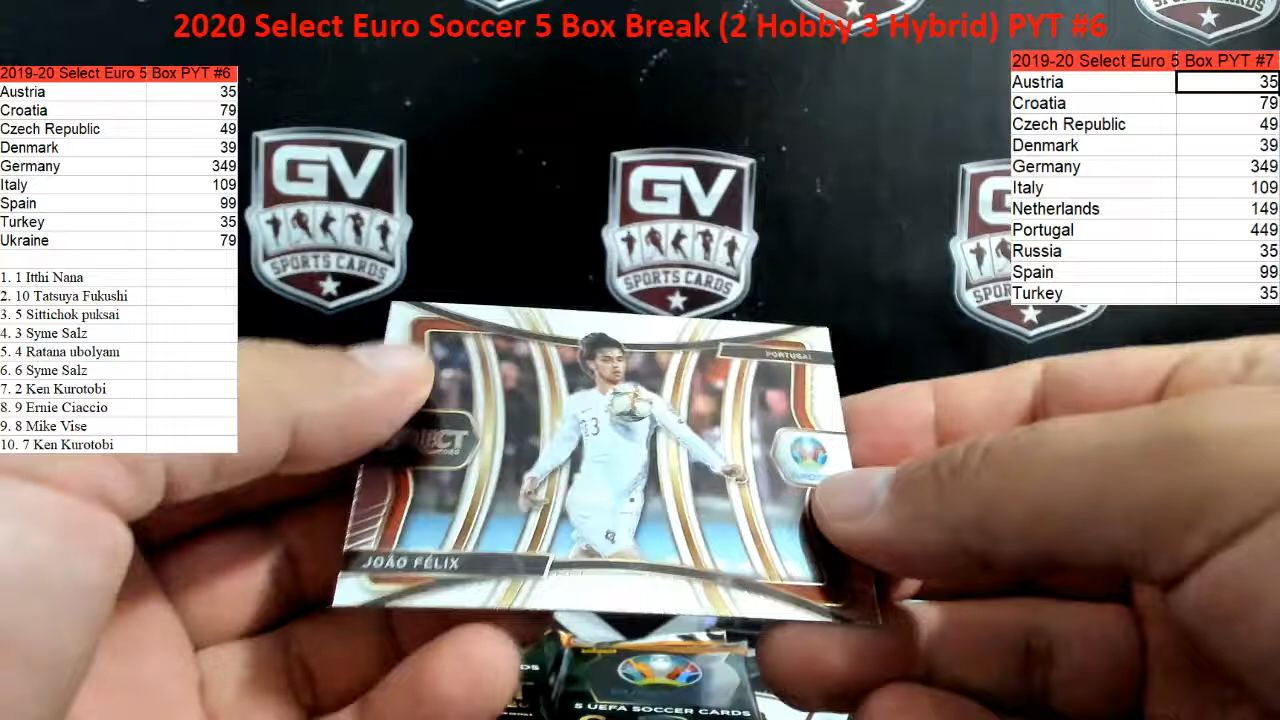 2020 Select Euro Soccer 5 Box Break (2 Hobby 3 Hybrid) PYT #6
2019-20 Select Euro 5 Box PYT #6
Austria 35
Croatia 79
Czech Republic 49
Denmark 39
Germany 349
Italy 109
Spain 99
Turkey 35
Ukraine 79
1. 1 Itthi Nana
2. 10 Tatsuya Fukushi
3. 5 Sittichok puksai
4. 3 Syme Salz
5. 4 Ratana ubolyam
6. 6 Syme Salz
7. 2 Ken Kurotobi
8. 9 Ernie Ciaccio
9. 8 Mike Vise
10. 7 Ken Kurotobi
2019-20 Select Euro 5 Box PYT #7
Austria 35
Croatia 79
Czech Republic 49
Denmark 39
Germany 349
Italy 109
Netherlands 149
Portugal 449
Russia 35
Spain 99
Turkey 35
SPORTS CARDS
GV
SPORTS CARDS
GV
SPORTS CARDS
PORTUGAL
JOÃO FÉLIX
5 UEFA SOCCER CARDS